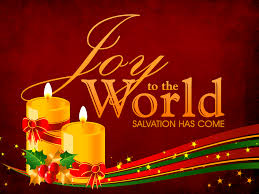 Joy
to the
World
SALVATION HAS COME